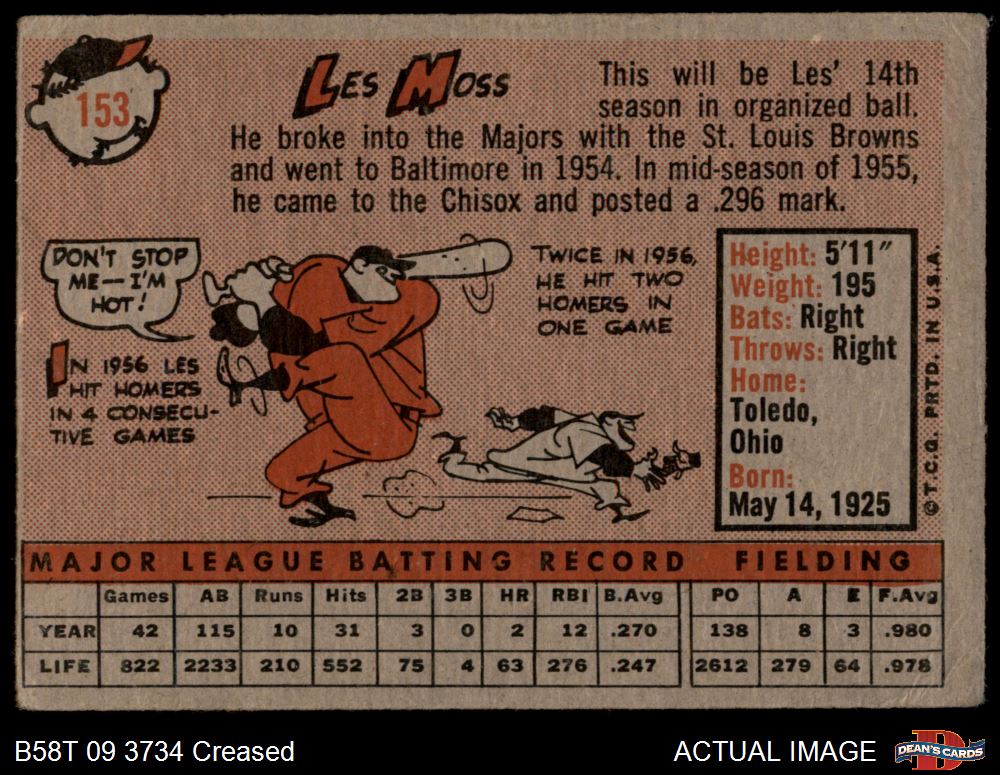 153
LES MOSS
This will be Les' 14th
season in organized ball.
He broke into the Majors with the St. Louis Browns
and went to Baltimore in 1954. In mid-season of 1955,
he came to the Chisox and posted a .296 mark.
DON'T STOP
ME—I'M
HOT!
IN 1956 LES
HIT HOMERS
IN 4 CONSECU-
TIVE GAMES
TWICE IN 1956,
HE HIT TWO
HOMERS IN
ONE GAME
Height: 5'11"
Weight: 195
Bats: Right
Throws: Right
Home:
Toledo,
Ohio
Born:
May 14, 1925
© T.C.G. PRTD. IN U.S.A.
MAJOR LEAGUE BATTING RECORD FIELDING
Games AB Runs Hits 2B 3B HR RBI B.Avg PO A E F.Avg
YEAR 42 115 10 31 3 0 2 12 .270 138 8 3 .980
LIFE 822 2233 210 552 75 4 63 276 .247 2612 279 64 .978
B58T 09 3734 Creased ACTUAL IMAGE
D
DEAN'S CARDS